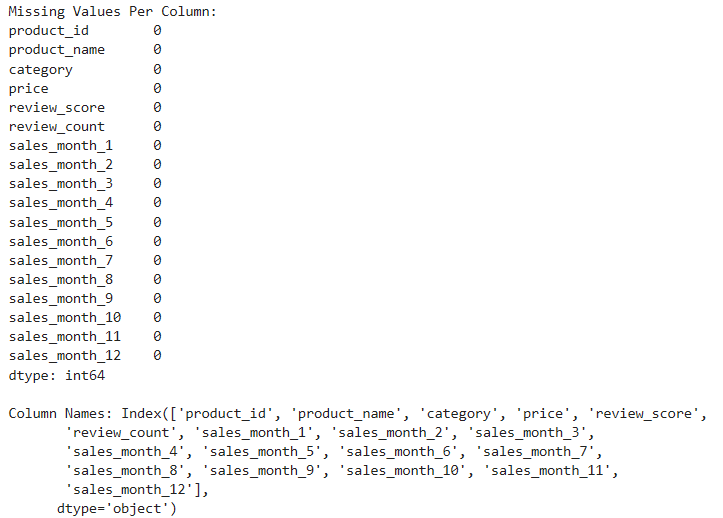 Missing Values Per Column:
product_id        0
product_name      0
category          0
price             0
review_score      0
review_count      0
sales_month_1     0
sales_month_2     0
sales_month_3     0
sales_month_4     0
sales_month_5     0
sales_month_6     0
sales_month_7     0
sales_month_8     0
sales_month_9     0
sales_month_10    0
sales_month_11    0
sales_month_12    0
dtype: int64

Column Names: Index(['product_id', 'product_name', 'category', 'price', 'review_score',
       'review_count', 'sales_month_1', 'sales_month_2', 'sales_month_3',
       'sales_month_4', 'sales_month_5', 'sales_month_6', 'sales_month_7',
       'sales_month_8', 'sales_month_9', 'sales_month_10', 'sales_month_11',
       'sales_month_12'],
      dtype='object')